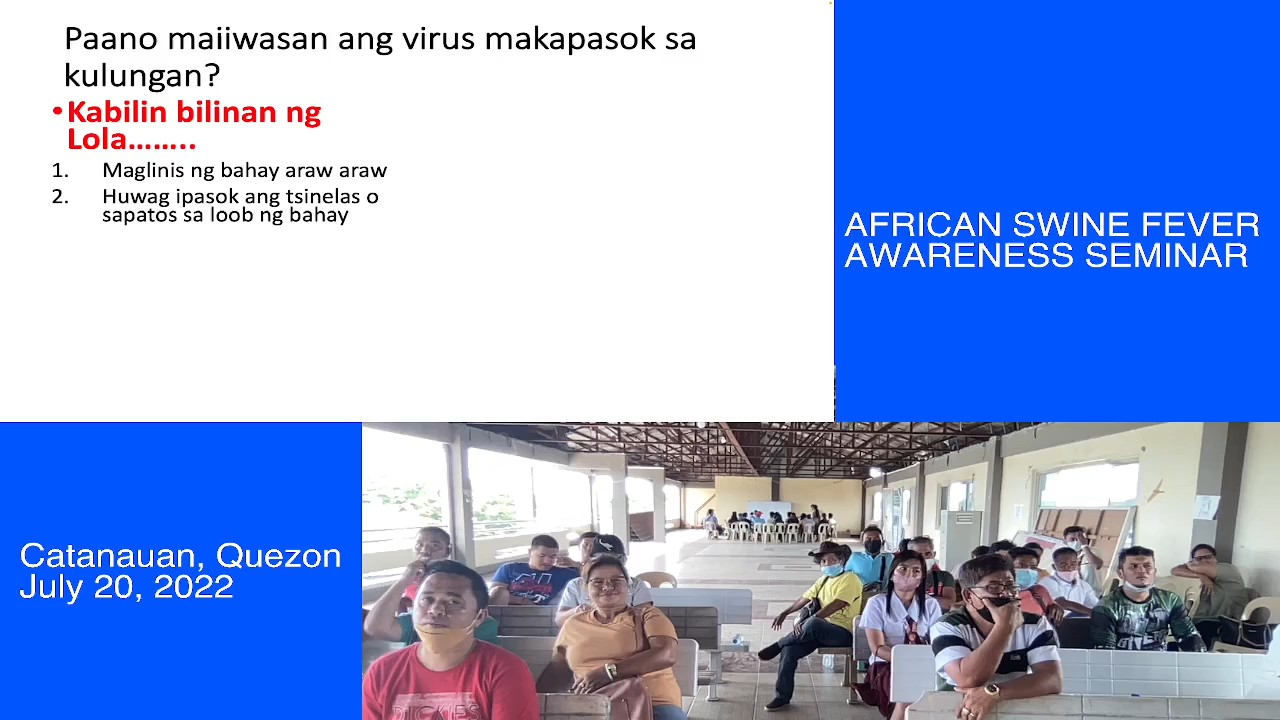 Paano maiiwasan ang virus makapasok sa
kulungan?
•Kabilin bilinan ng
Lola……..
1. Maglinis ng bahay araw araw
2. Huwag ipasok ang tsinelas o
sapatos sa loob ng bahay
AFRICAN SWINE FEVER
AWARENESS SEMINAR
Catanauan, Quezon
July 20, 2022
DICKIES